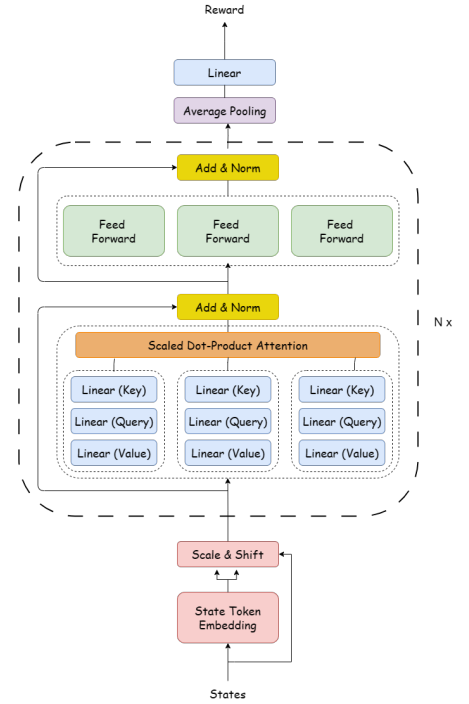 Reward
Linear
Average Pooling
Add & Norm
Feed
Forward
Feed
Forward
Feed
Forward
Add & Norm
N x
Scaled Dot-Product Attention
Linear (Key)
Linear (Key)
Linear (Key)
Linear (Query)
Linear (Query)
Linear (Query)
Linear (Value)
Linear (Value)
Linear (Value)
Scale & Shift
State Token
Embedding
States